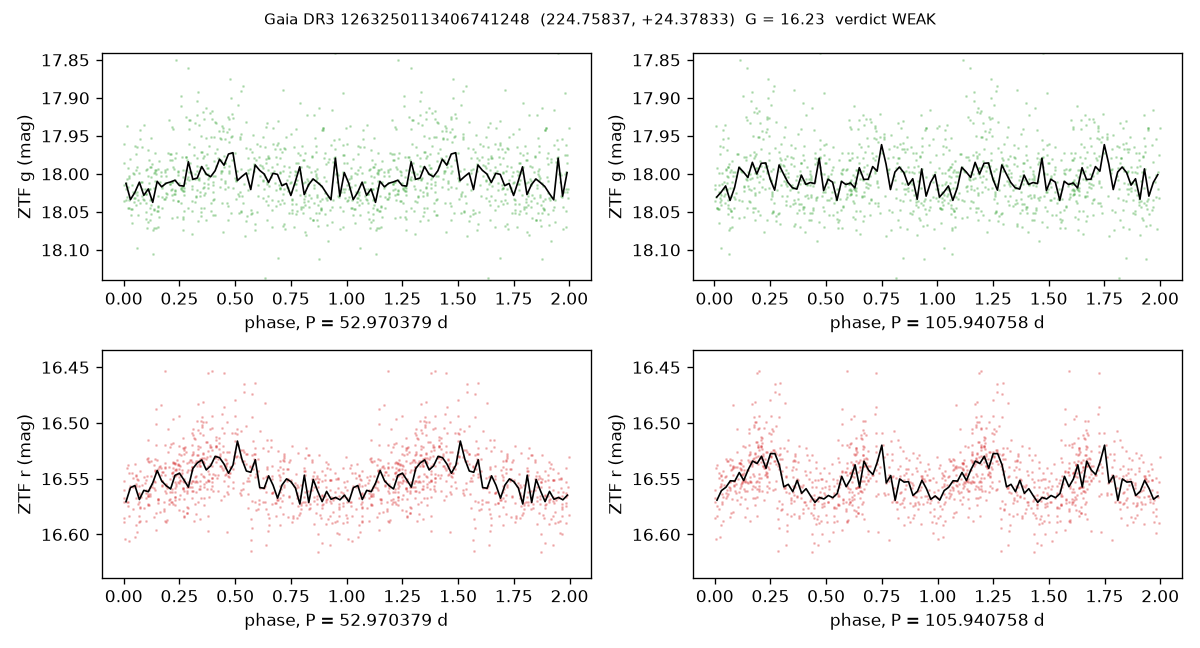 Gaia DR3 1263250113406741248 (224.75837, +24.37833) G = 16.23 verdict WEAK
ZTF g (mag)
17.85
17.90
17.95
18.00
18.05
18.10
0.00 0.25 0.50 0.75 1.00 1.25 1.50 1.75 2.00
phase, P = 52.970379 d
ZTF g (mag)
17.85
17.90
17.95
18.00
18.05
18.10
0.00 0.25 0.50 0.75 1.00 1.25 1.50 1.75 2.00
phase, P = 105.940758 d
ZTF r (mag)
16.45
16.50
16.55
16.60
0.00 0.25 0.50 0.75 1.00 1.25 1.50 1.75 2.00
phase, P = 52.970379 d
ZTF r (mag)
16.45
16.50
16.55
16.60
0.00 0.25 0.50 0.75 1.00 1.25 1.50 1.75 2.00
phase, P = 105.940758 d